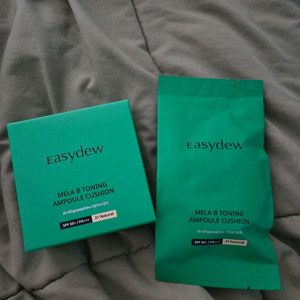 Easydew
MELA B TONING
AMPOULE CUSHION
SPF 50+ / PA+++
21 Natural
Easydew
MELA B TONING
AMPOULE CUSHION
SPF 50+ / PA+++
21 Natural